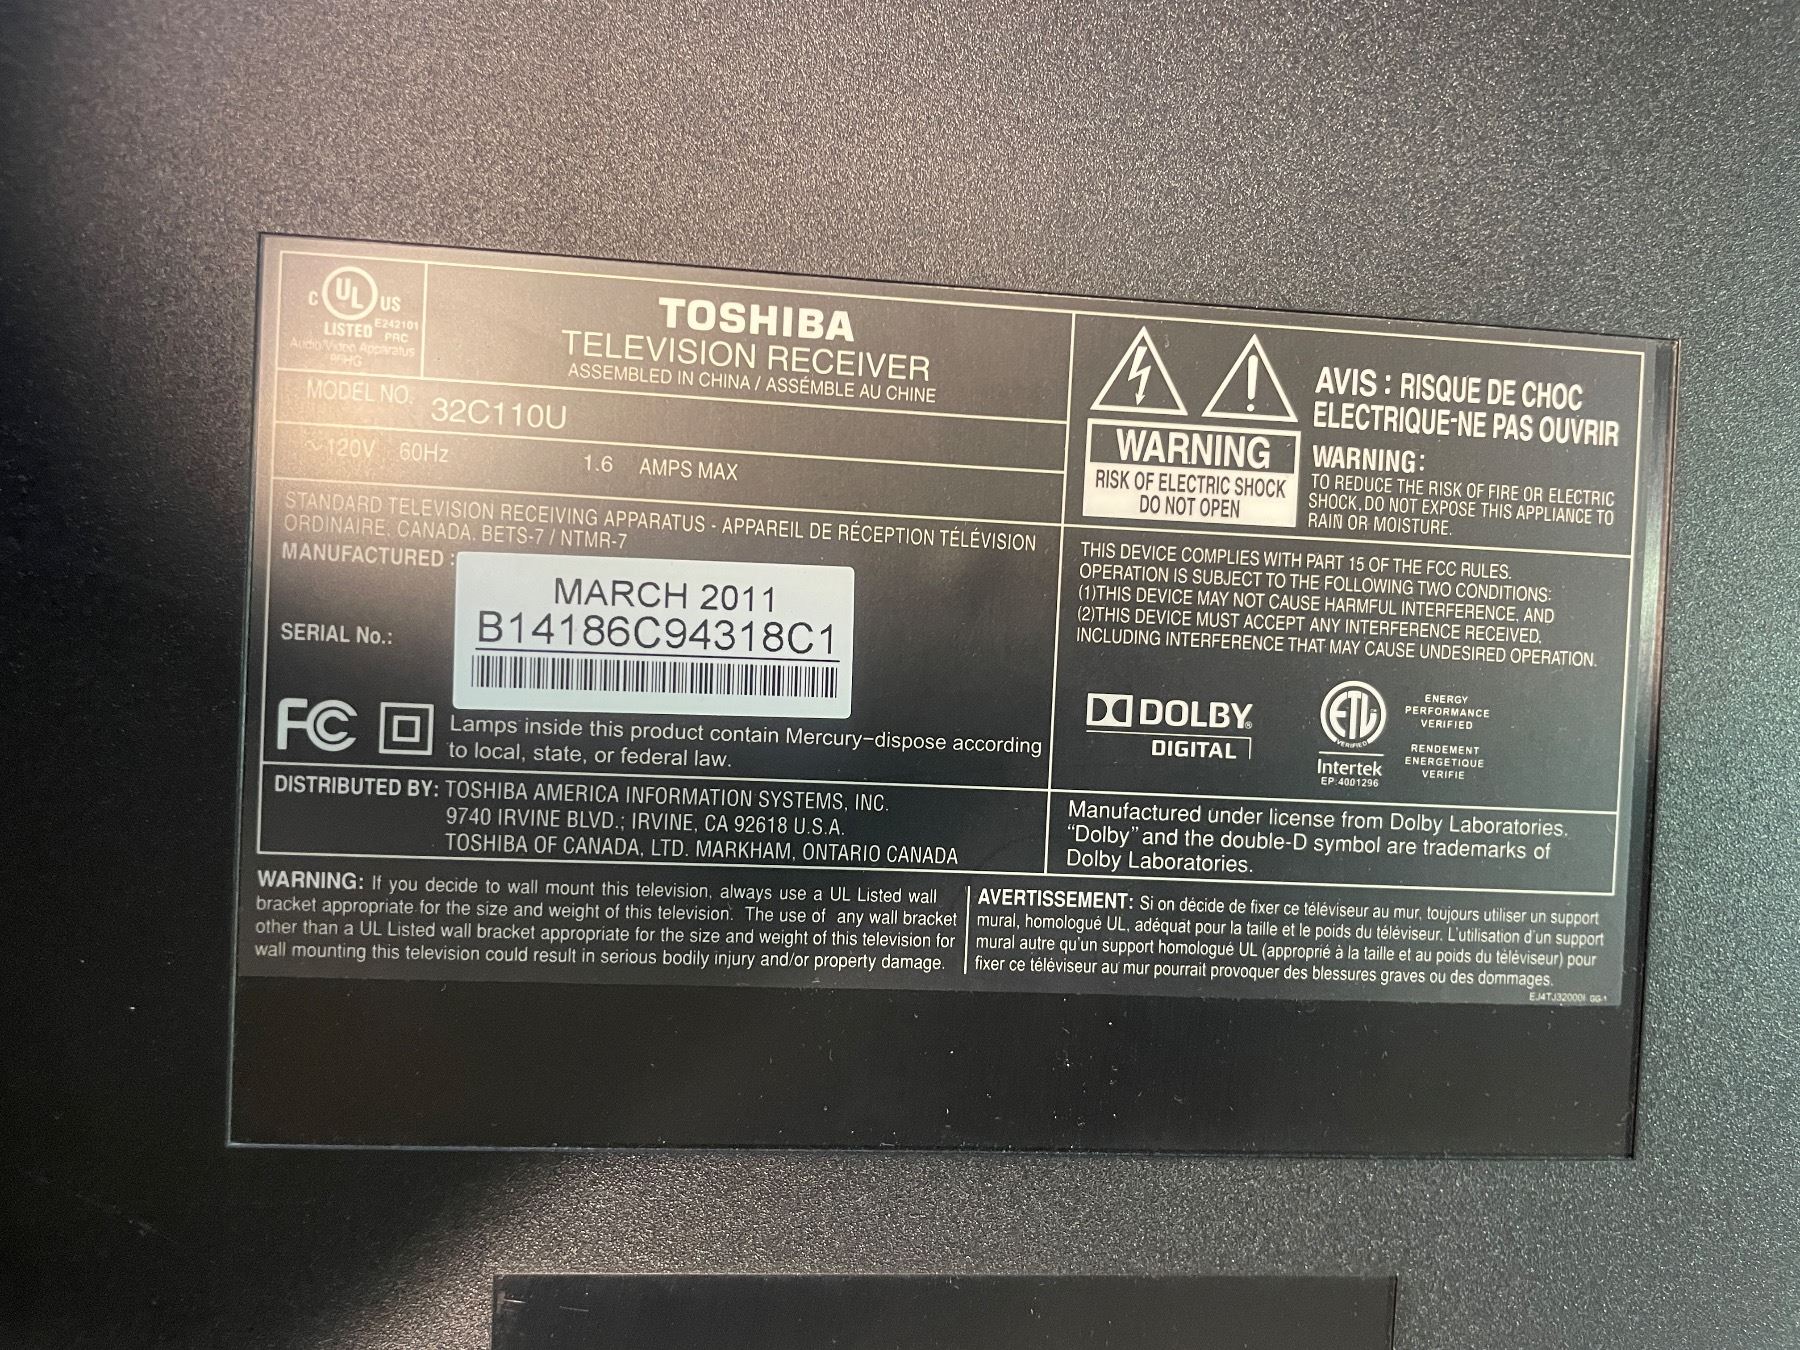 C UL US
LISTED E242101
PRC
Audio/Video Apparatus
95HG
TOSHIBA
TELEVISION RECEIVER
ASSEMBLED IN CHINA / ASSÉMBLE AU CHINE
MODEL NO. 32C110U
~120V 60Hz 1.6 AMPS MAX
STANDARD TELEVISION RECEIVING APPARATUS - APPAREIL DE RÉCEPTION TÉLÉVISION
ORDINAIRE, CANADA. BETS-7 / NTMR-7
MANUFACTURED :
MARCH 2011
SERIAL No.:
B14186C94318C1
FC
Lamps inside this product contain Mercury-dispose according
to local, state, or federal law.
DISTRIBUTED BY: TOSHIBA AMERICA INFORMATION SYSTEMS, INC.
9740 IRVINE BLVD.; IRVINE, CA 92618 U.S.A.
TOSHIBA OF CANADA, LTD. MARKHAM, ONTARIO CANADA
WARNING
RISK OF ELECTRIC SHOCK
DO NOT OPEN
AVIS : RISQUE DE CHOC
ELECTRIQUE-NE PAS OUVRIR
WARNING:
TO REDUCE THE RISK OF FIRE OR ELECTRIC
SHOCK, DO NOT EXPOSE THIS APPLIANCE TO
RAIN OR MOISTURE.
THIS DEVICE COMPLIES WITH PART 15 OF THE FCC RULES.
OPERATION IS SUBJECT TO THE FOLLOWING TWO CONDITIONS:
(1)THIS DEVICE MAY NOT CAUSE HARMFUL INTERFERENCE, AND
(2)THIS DEVICE MUST ACCEPT ANY INTERFERENCE RECEIVED,
INCLUDING INTERFERENCE THAT MAY CAUSE UNDESIRED OPERATION.
DOLBY
DIGITAL
ETL
VERIFIED
Intertek
EP:4001296
ENERGY
PERFORMANCE
VERIFIED
RENDEMENT
ENERGETIQUE
VERIFIE
Manufactured under license from Dolby Laboratories.
“Dolby” and the double-D symbol are trademarks of
Dolby Laboratories.
WARNING: If you decide to wall mount this television, always use a UL Listed wall
bracket appropriate for the size and weight of this television. The use of any wall bracket
other than a UL Listed wall bracket appropriate for the size and weight of this television for
wall mounting this television could result in serious bodily injury and/or property damage.
AVERTISSEMENT: Si on décide de fixer ce téléviseur au mur, toujours utiliser un support
mural, homologué UL, adéquat pour la taille et le poids du téléviseur. L'utilisation d'un support
mural autre qu'un support homologué UL (approprié à la taille et au poids du téléviseur) pour
fixer ce téléviseur au mur pourrait provoquer des blessures graves ou des dommages.
EJ4TJ32000I GG-1